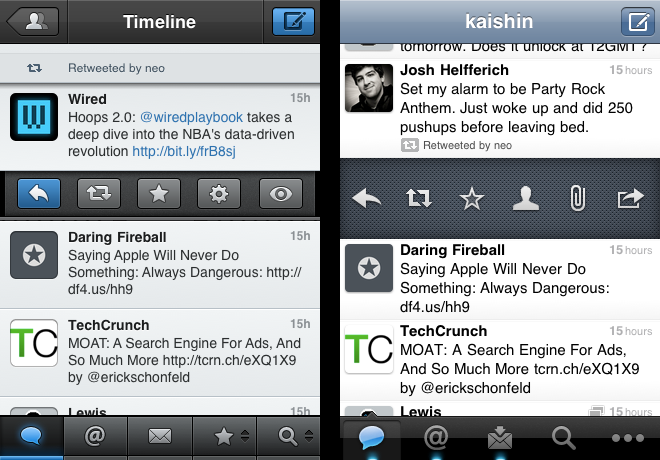 Timeline
Retweeted by neo
Wired
15h
Hoops 2.0: @wiredplaybook takes a
deep dive into the NBA's data-driven
revolution http://bit.ly/frB8sj
Daring Fireball
15h
Saying Apple Will Never Do
Something: Always Dangerous: http://
df4.us/hh9
TC
TechCrunch
15h
MOAT: A Search Engine For Ads, And
So Much More http://tcrn.ch/eXQ1X9
by @erickschonfeld
Lewis
15h
@
kaishin
tomorrow. Does it unlock at 12GMT?
Josh Helfferich
15 hours
Set my alarm to be Party Rock
Anthem. Just woke up and did 250
pushups before leaving bed.
Retweeted by neo
Daring Fireball
15 hours
Saying Apple Will Never Do
Something: Always Dangerous:
df4.us/hh9
TC
TechCrunch
15 hours
MOAT: A Search Engine For Ads,
And So Much More tcrn.ch/eXQ1X9
by @erickschonfeld
Lewis
15 hours
@